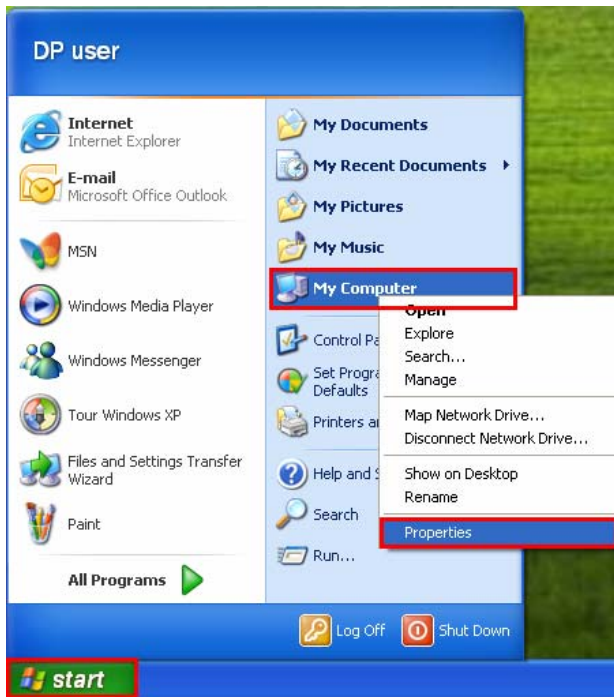 DP user
Internet
Internet Explorer
E-mail
Microsoft Office Outlook
MSN
Windows Media Player
Windows Messenger
Tour Windows XP
Files and Settings Transfer
Wizard
Paint
All Programs
My Documents
My Recent Documents
My Pictures
My Music
My Computer
Control
Set
Defaults
Printers
Help and
Search
Run...
Open
Explore
Search...
Manage
Map Network Drive...
Disconnect Network Drive...
Show on Desktop
Rename
Properties
Log Off
Shut Down
start